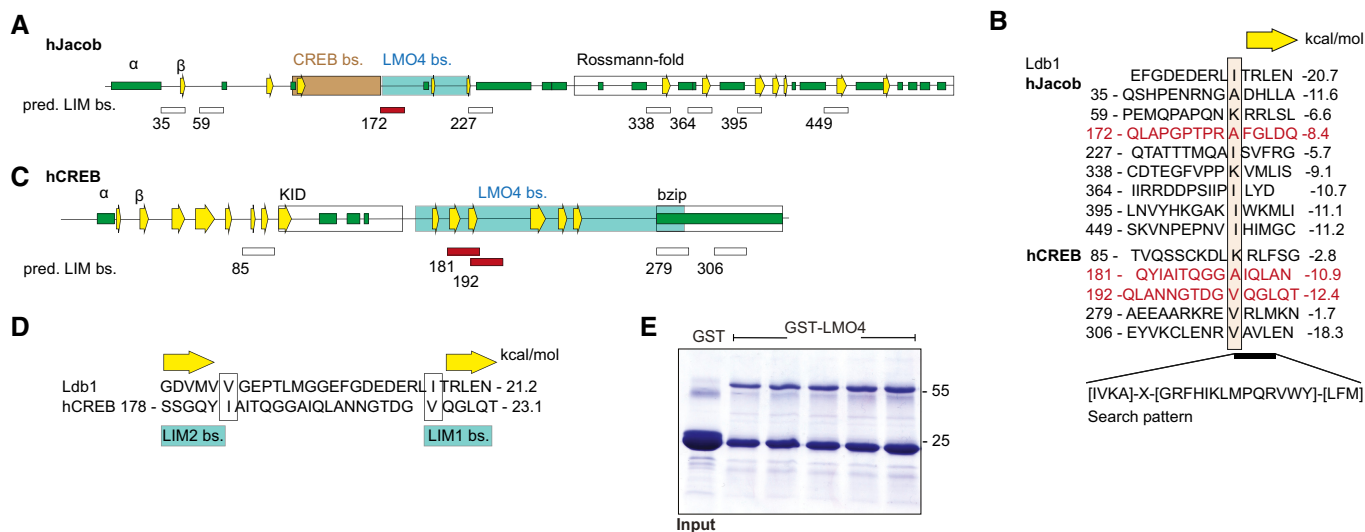 A
hJacob
α
β
CREB bs.
LMO4 bs.
Rossmann-fold
pred. LIM bs.
35
59
172
227
338
364
395
449
C
hCREB
α
β
KID
LMO4 bs.
bzip
pred. LIM bs.
85
181
192
279
306
D
kcal/mol
Ldb1 GDVMV V GEPTLMGGEFGDEDERL I TRLEN - 21.2
hCREB 178 - SSGQY I AITQGGAIQLANNGTDG V QGLQT - 23.1
LIM2 bs.
LIM1 bs.
E
GST
GST-LMO4
- 55
- 25
Input
B
kcal/mol
Ldb1 EFGDEDERL I TRLEN -20.7
hJacob
35 - QSHPENRNG A DHLLA -11.6
59 - PEMQPAPQN K RRLSL -6.6
172 - QLAPGPTPR A FGLDQ -8.4
227 - QTATTTMQA I SVFRG -5.7
338 - CDTEGFVPP K VMLIS -9.1
364 - IIRRDDPSIIP I LYD -10.7
395 - LNVYHKGAK I WKMLI -11.1
449 - SKVNPEPNV I HIMGC -11.2
hCREB 85 - TVQSSCKDL K RLFSG -2.8
181 - QYIAITQGG A IQLAN -10.9
192 - QLANNGTDG V QGLQT -12.4
279 - AEEAARKRE V RLMKN -1.7
306 - EYVKCLENR V AVLEN -18.3
[IVKA]-X-[GRFHIKLMPQRVWY]-[LFM]
Search pattern